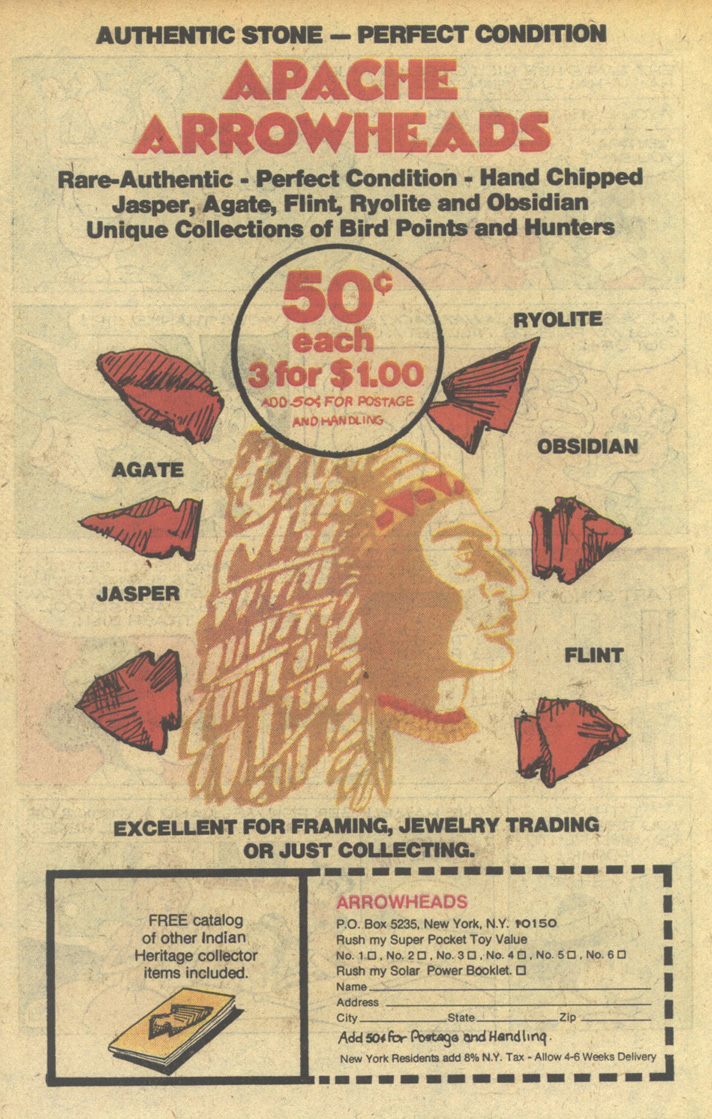 AUTHENTIC STONE — PERFECT CONDITION
APACHE
ARROWHEADS
Rare-Authentic - Perfect Condition - Hand Chipped
Jasper, Agate, Flint, Ryolite and Obsidian
Unique Collections of Bird Points and Hunters
50¢
each
3 for $1.00
ADD 50¢ FOR POSTAGE
AND HANDLING
RYOLITE
OBSIDIAN
AGATE
JASPER
FLINT
EXCELLENT FOR FRAMING, JEWELRY TRADING
OR JUST COLLECTING.
FREE catalog
of other Indian
Heritage collector
items included.
ARROWHEADS
P.O. Box 5235, New York, N.Y. 10150
Rush my Super Pocket Toy Value
No. 1 □, No. 2 □, No. 3 □, No. 4 □, No. 5 □, No. 6 □
Rush my Solar Power Booklet. □
Name
Address
City State Zip
Add 50¢ for Postage and Handling.
New York Residents add 8% N.Y. Tax - Allow 4-6 Weeks Delivery